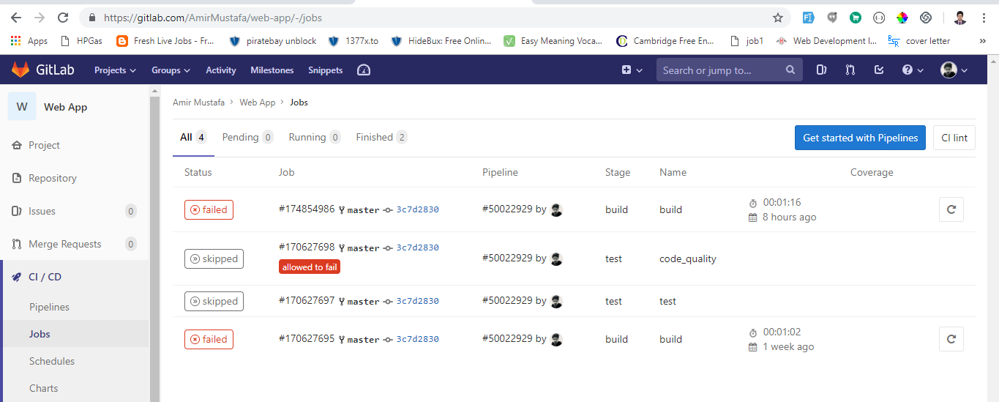 https://gitlab.com/AmirMustafa/web-app/-/jobs
Apps HPGas Fresh Live Jobs - Fr... piratebay unblock 1377x.to HideBux: Free Onlin... Easy Meaning Voca... Cambridge Free En... job1 Web Development I... cover letter »
GitLab Projects Groups Activity Milestones Snippets Search or jump to...
W Web App
Project
Repository
Issues 0
Merge Requests 0
CI / CD
Pipelines
Jobs
Schedules
Charts
Amir Mustafa > Web App > Jobs
All 4 Pending 0 Running 0 Finished 2 Get started with Pipelines CI lint
Status Job Pipeline Stage Name Coverage
failed #174854986 master 3c7d2830 #50022929 by build build 00:01:16
8 hours ago
skipped #170627698 master 3c7d2830 #50022929 by test code_quality
allowed to fail
skipped #170627697 master 3c7d2830 #50022929 by test test
failed #170627695 master 3c7d2830 #50022929 by build build 00:01:02
1 week ago